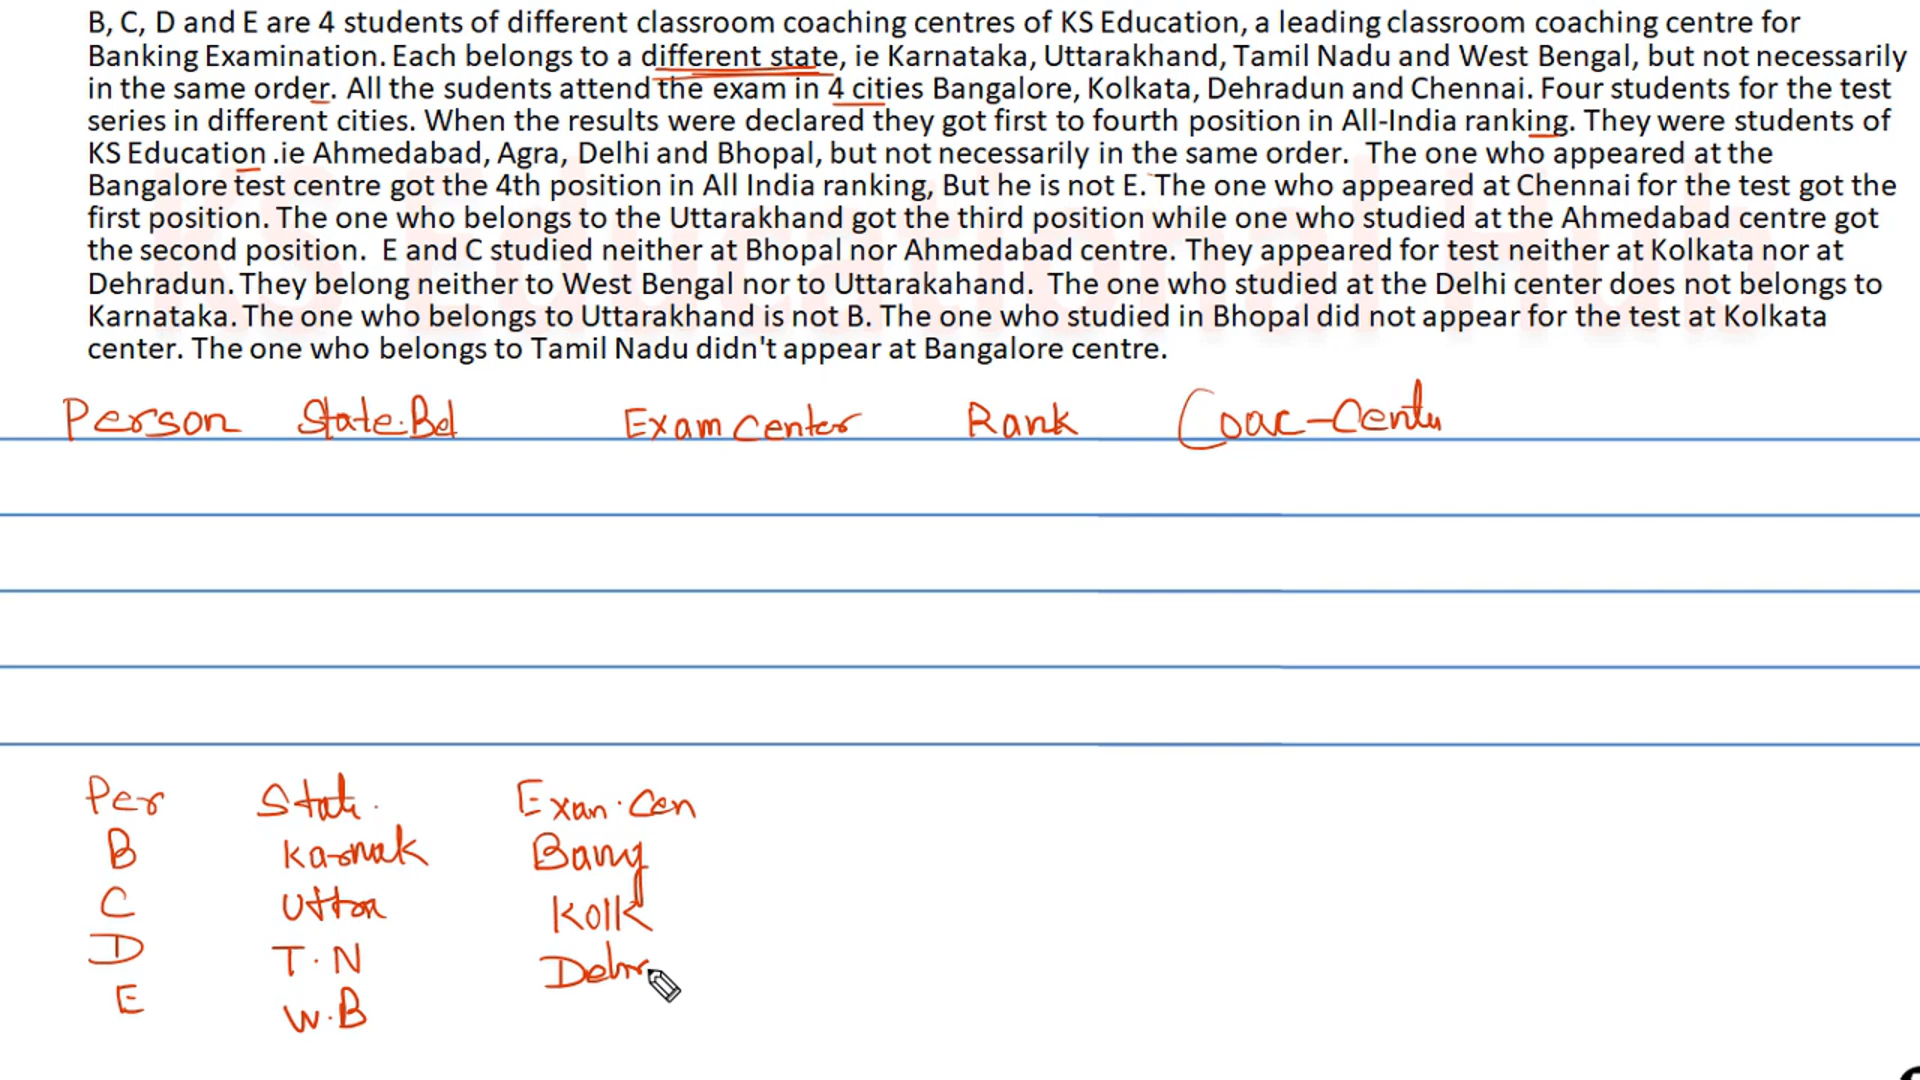 B, C, D and E are 4 students of different classroom coaching centres of KS Education, a leading classroom coaching centre for
Banking Examination. Each belongs to a different state, ie Karnataka, Uttarakhand, Tamil Nadu and West Bengal, but not necessarily
in the same order. All the sudents attend the exam in 4 cities Bangalore, Kolkata, Dehradun and Chennai. Four students for the test
series in different cities. When the results were declared they got first to fourth position in All-India ranking. They were students of
KS Education .ie Ahmedabad, Agra, Delhi and Bhopal, but not necessarily in the same order. The one who appeared at the
Bangalore test centre got the 4th position in All India ranking, But he is not E. The one who appeared at Chennai for the test got the
first position. The one who belongs to the Uttarakhand got the third position while one who studied at the Ahmedabad centre got
the second position. E and C studied neither at Bhopal nor Ahmedabad centre. They appeared for test neither at Kolkata nor at
Dehradun. They belong neither to West Bengal nor to Uttarakahand. The one who studied at the Delhi center does not belongs to
Karnataka. The one who belongs to Uttarakhand is not B. The one who studied in Bhopal did not appear for the test at Kolkata
center. The one who belongs to Tamil Nadu didn't appear at Bangalore centre.
Person State.Bel Exam Center Rank Coac-Centu
Per State. Exan.Cen
B Karnak Bang
C Uttra Kolk
D T.N Dehr
E W.B